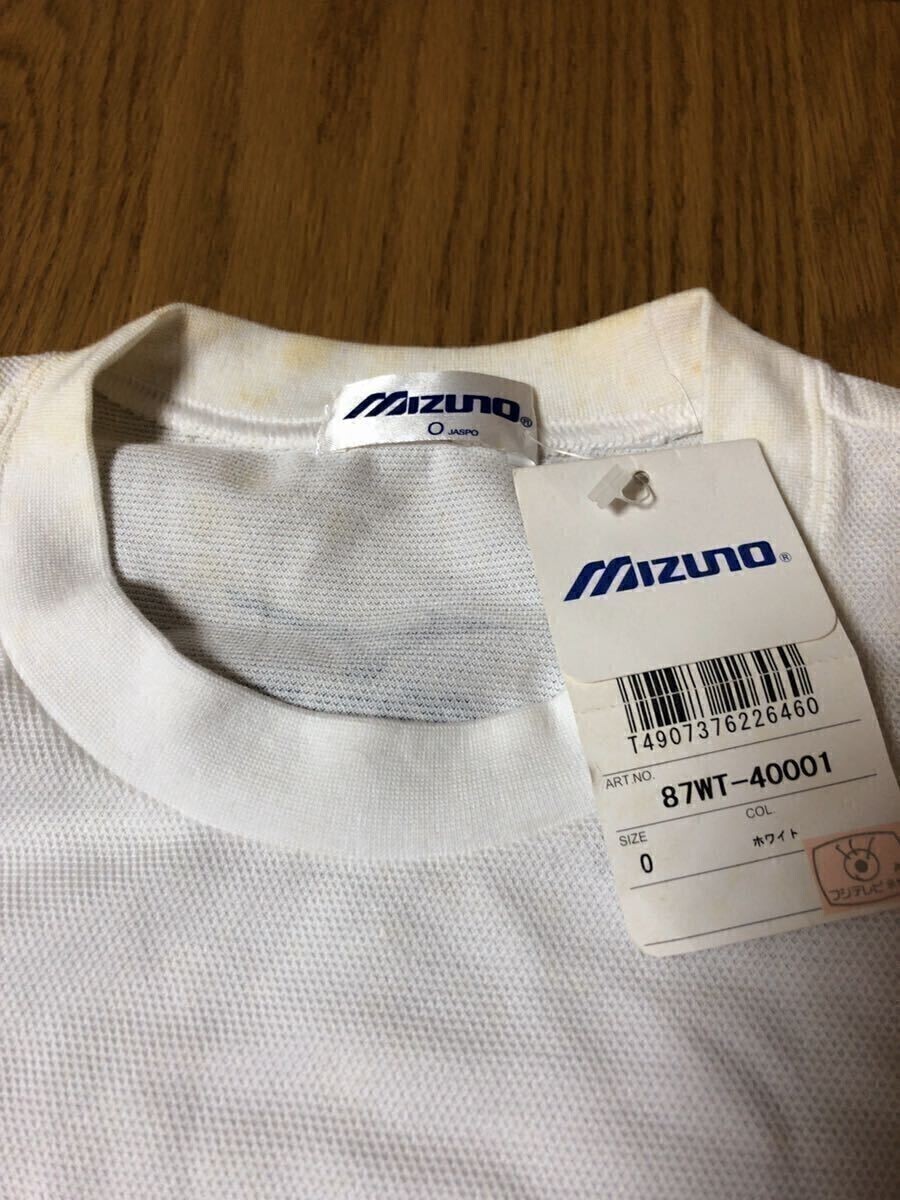 MIZUNO®
O JASPO
MIZUNO®
T4907376226460
ART.NO.
87WT-40001
SIZE
COL.
0
ホワイト
フジテレビ